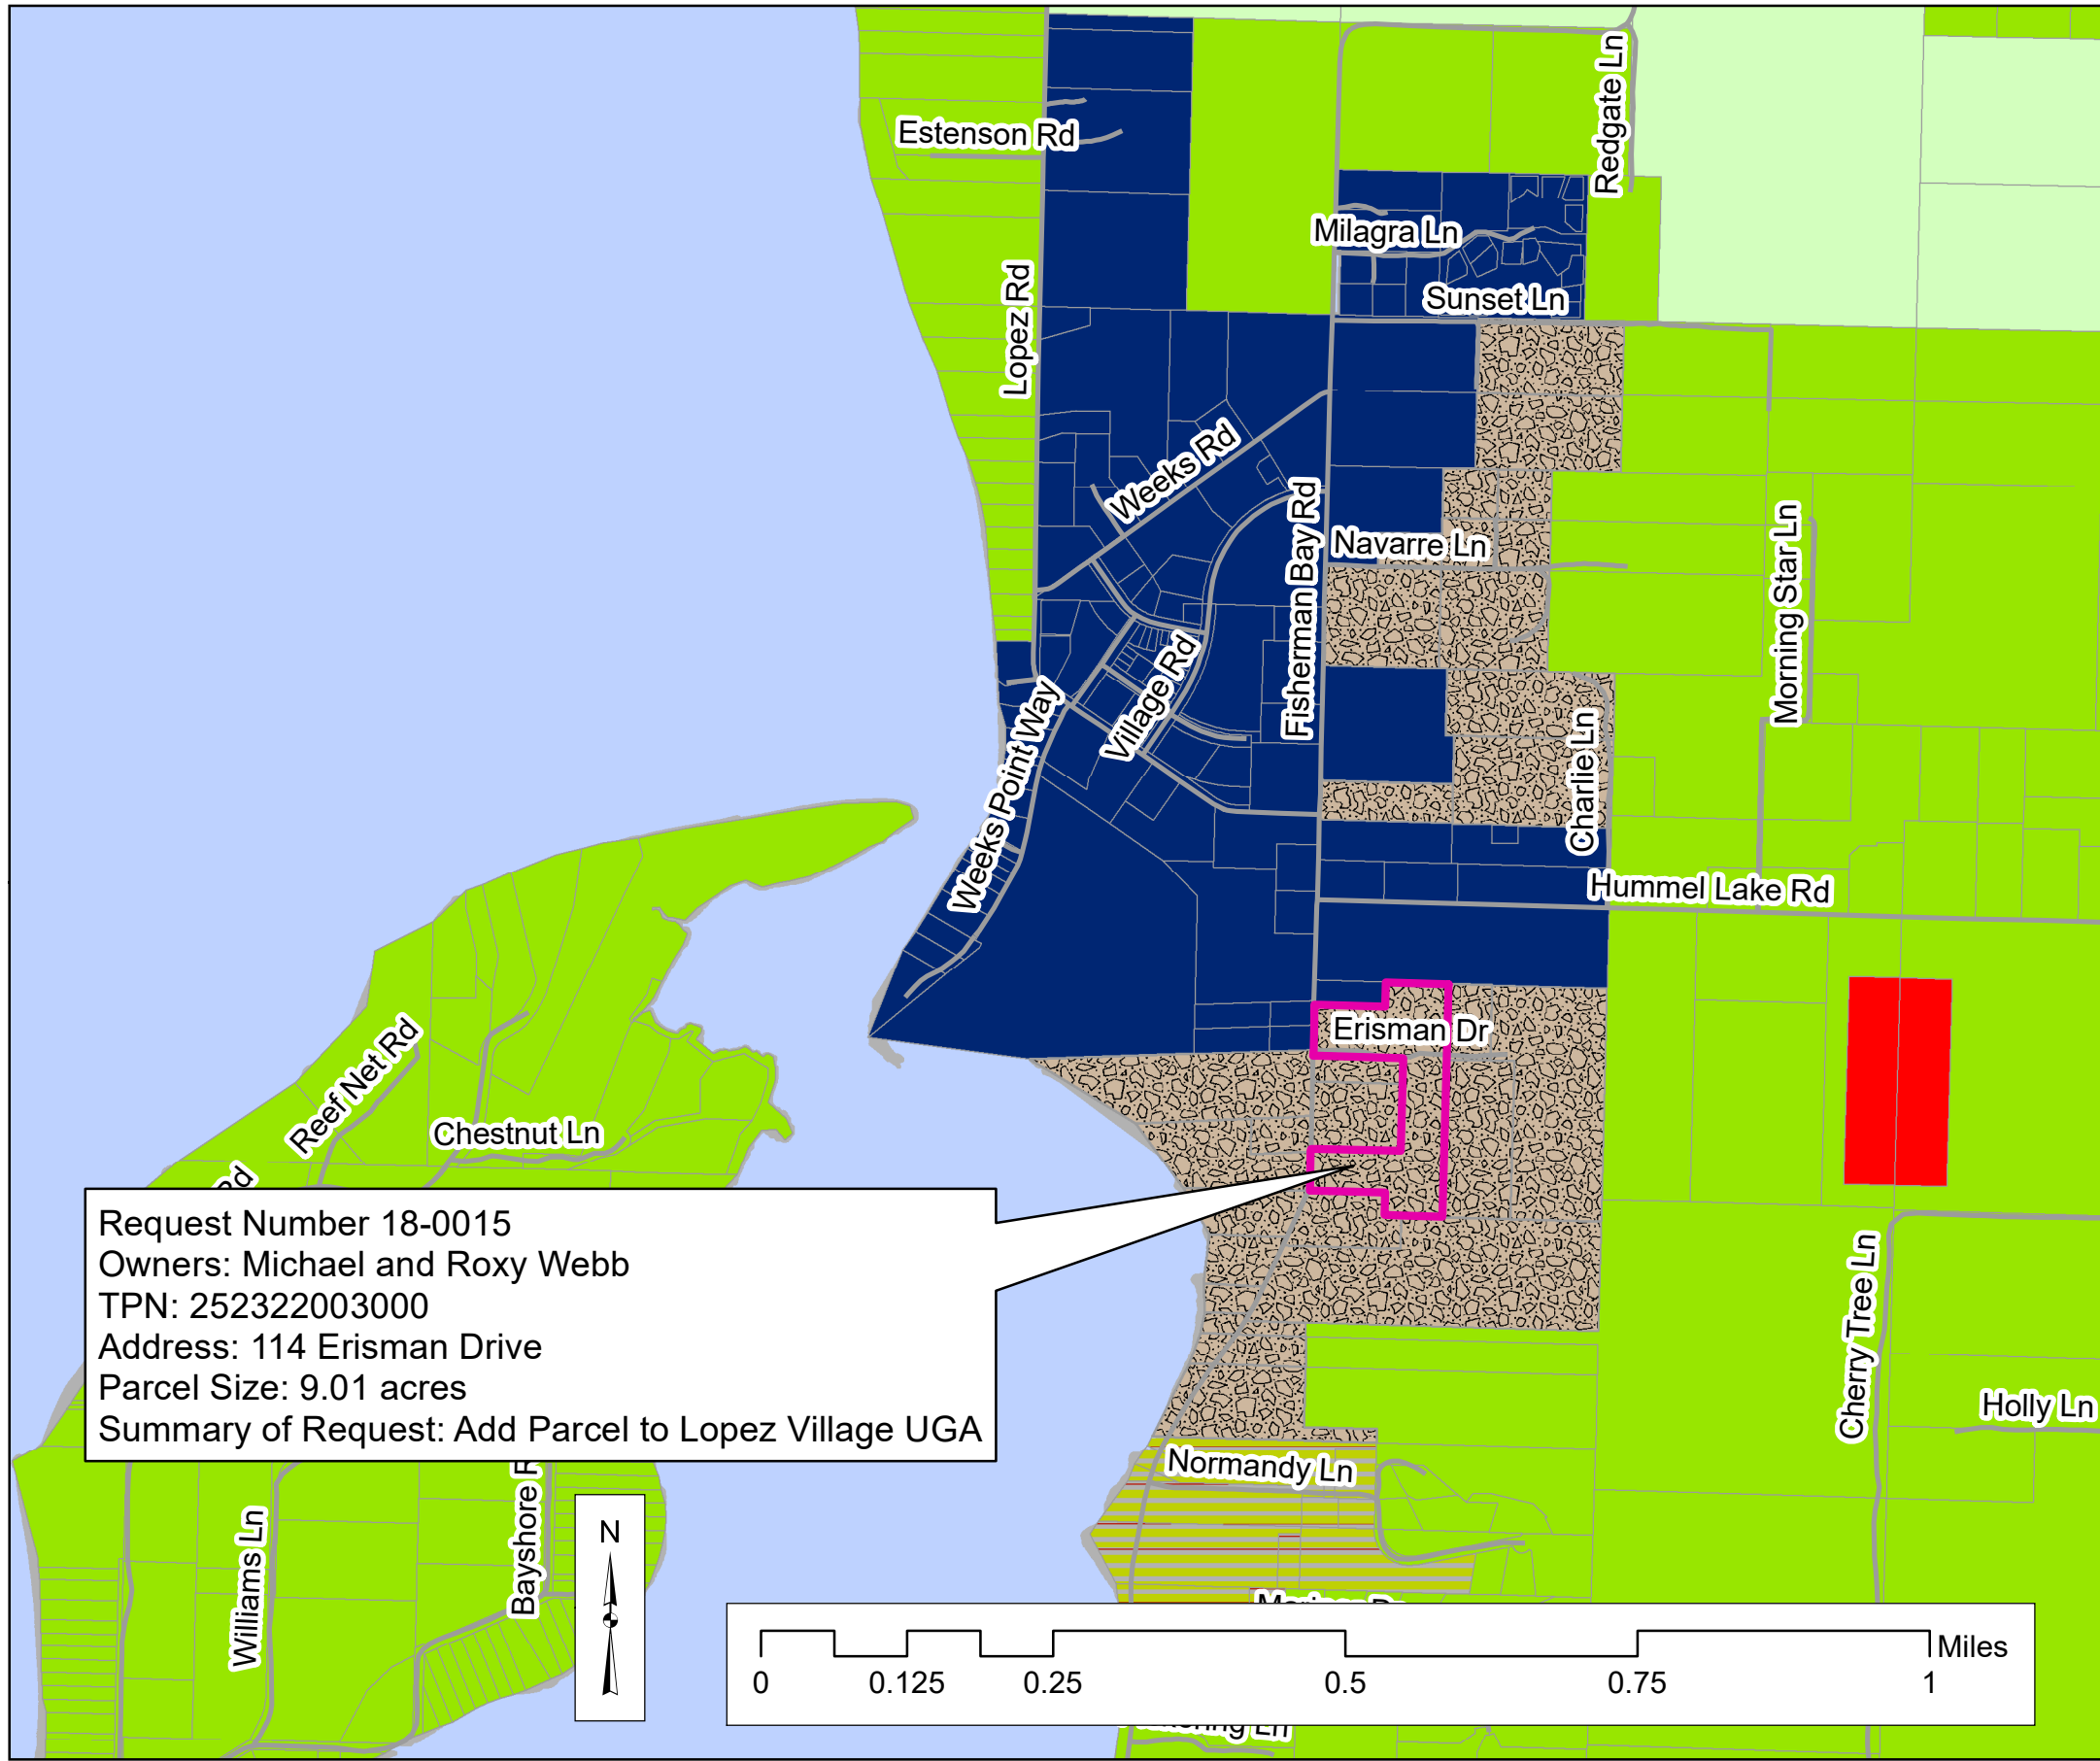 Redgate Ln
Estenson Rd
Milagra Ln
Sunset Ln
Lopez Rd
Weeks Rd
Fisherman Bay Rd
Navarre Ln
Morning Star Ln
Village Rd
Weeks Point Way
Charlie Ln
Hummel Lake Rd
Erisman Dr
Reef Net Rd
Chestnut Ln
Rd
Request Number 18-0015
Owners: Michael and Roxy Webb
TPN: 252322003000
Address: 114 Erisman Drive
Parcel Size: 9.01 acres
Summary of Request: Add Parcel to Lopez Village UGA
Cherry Tree Ln
Holly Ln
Normandy Ln
Williams Ln
Bayshore R
N
Miles
0 0.125 0.25 0.5 0.75 1
Ln